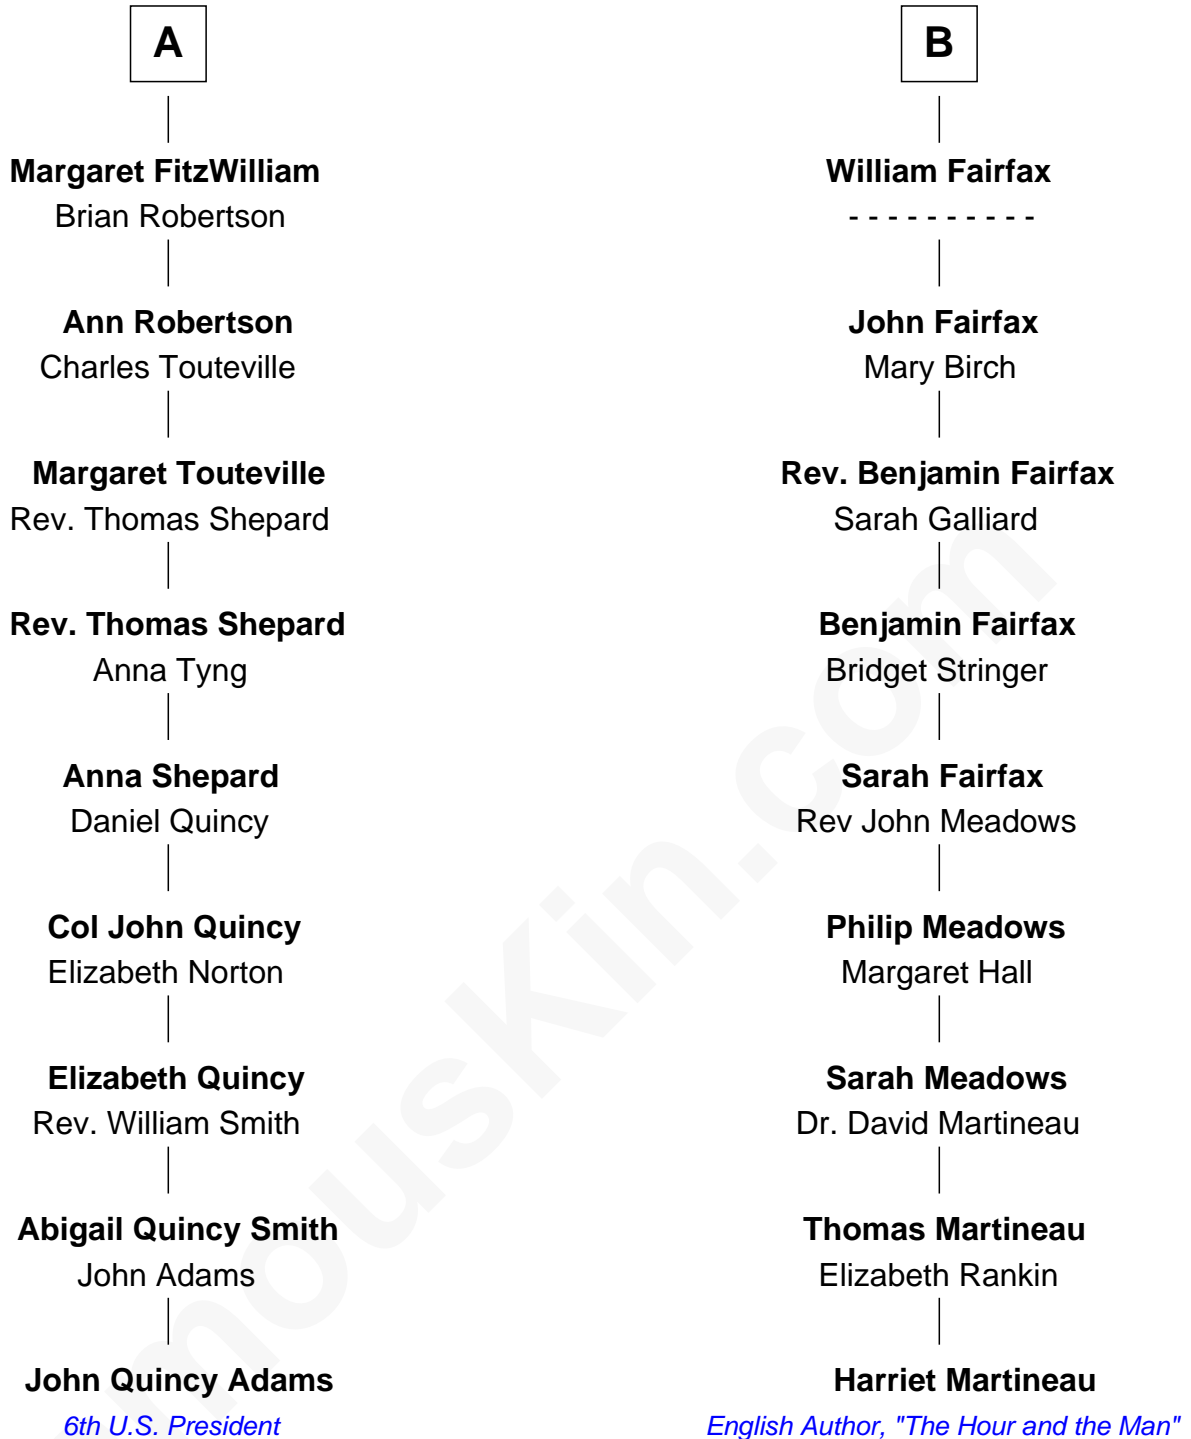 A
B
Margaret FitzWilliam
Brian Robertson
William Fairfax
- - - - - - - - - -
Ann Robertson
Charles Touteville
John Fairfax
Mary Birch
Margaret Touteville
Rev. Thomas Shepard
Rev. Benjamin Fairfax
Sarah Galliard
Rev. Thomas Shepard
Anna Tyng
Benjamin Fairfax
Bridget Stringer
Anna Shepard
Daniel Quincy
Sarah Fairfax
Rev John Meadows
Col John Quincy
Elizabeth Norton
Philip Meadows
Margaret Hall
Elizabeth Quincy
Rev. William Smith
Sarah Meadows
Dr. David Martineau
Abigail Quincy Smith
John Adams
Thomas Martineau
Elizabeth Rankin
John Quincy Adams
6th U.S. President
Harriet Martineau
English Author, "The Hour and the Man"
mousKin.com